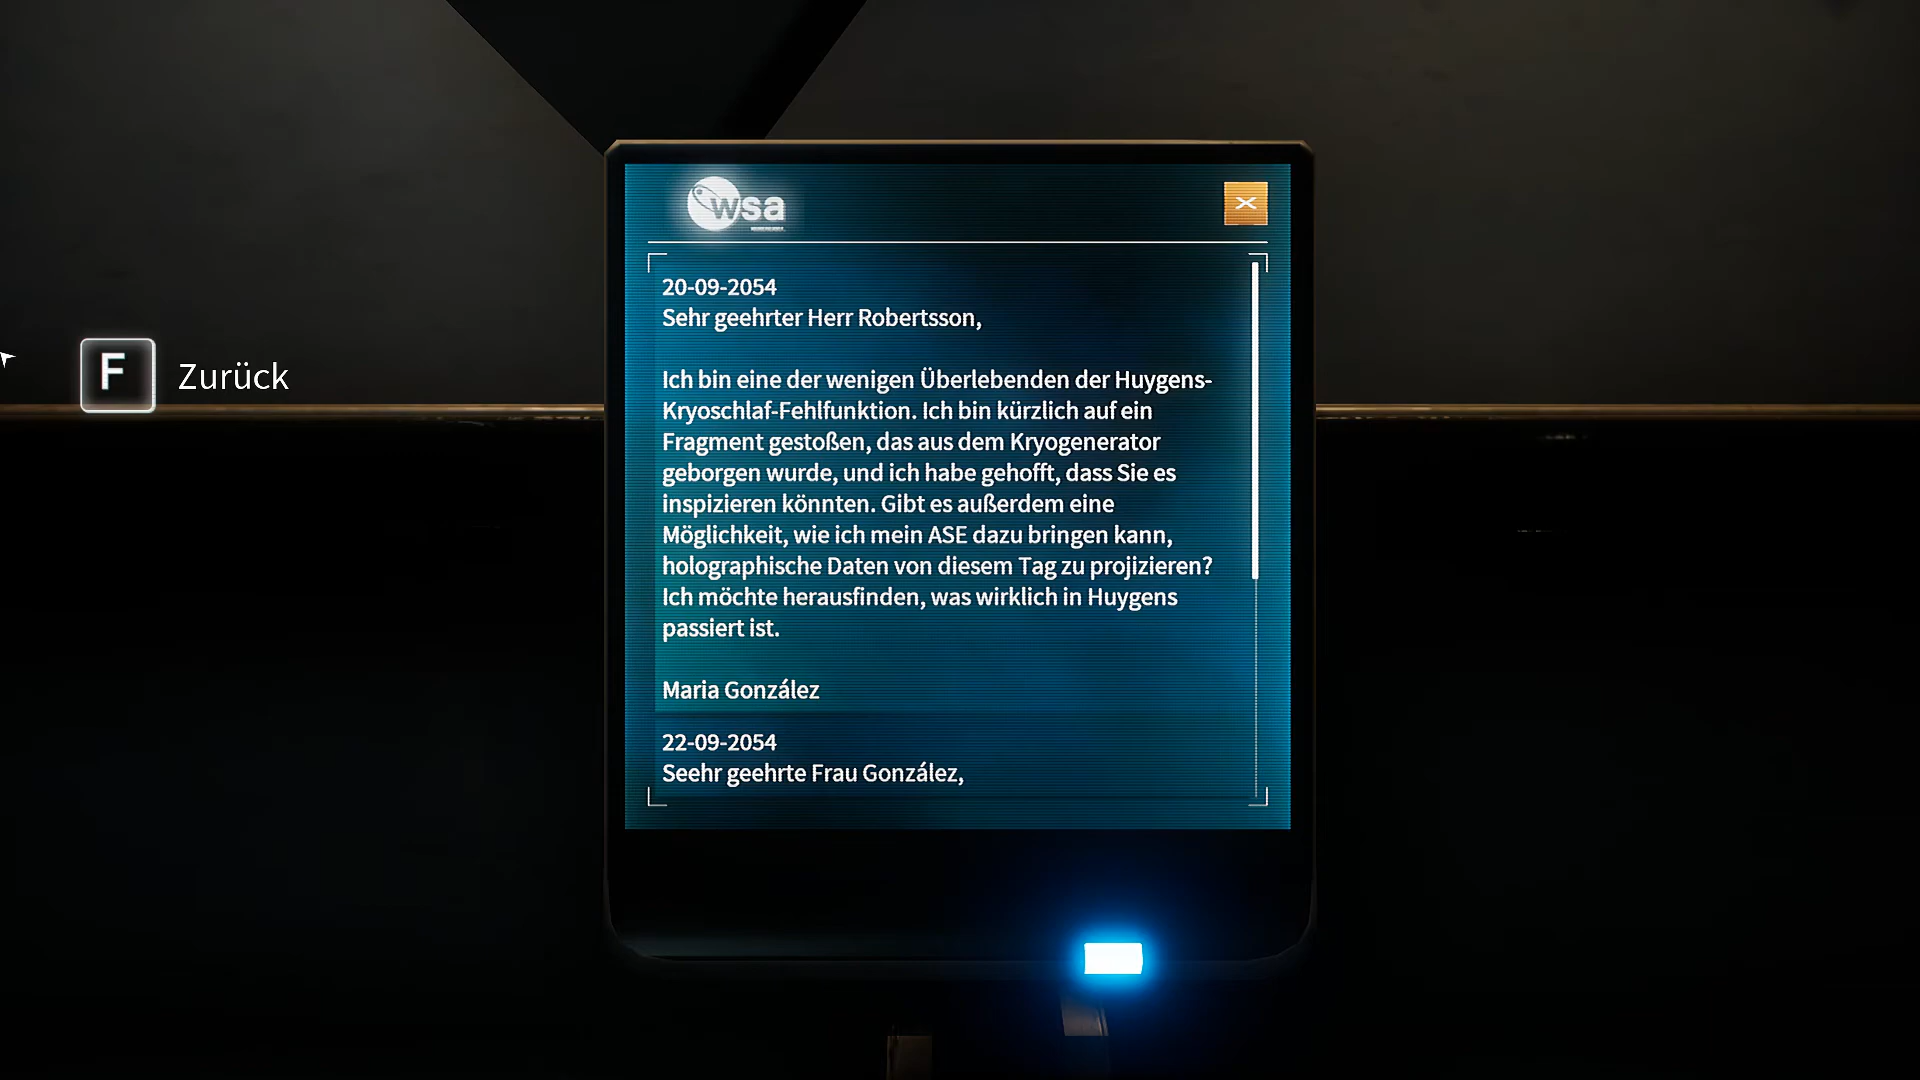 wsa
20-09-2054
Sehr geehrter Herr Robertsson,
Ich bin eine der wenigen Überlebenden der Huygens-
Kryoschlaf-Fehlfunktion. Ich bin kürzlich auf ein
Fragment gestoßen, das aus dem Kryogenerator
geborgen wurde, und ich habe gehofft, dass Sie es
inspizieren könnten. Gibt es außerdem eine
Möglichkeit, wie ich mein ASE dazu bringen kann,
holographische Daten von diesem Tag zu projizieren?
Ich möchte herausfinden, was wirklich in Huygens
passiert ist.
Maria González
22-09-2054
Seehr geehrte Frau González,
F Zurück